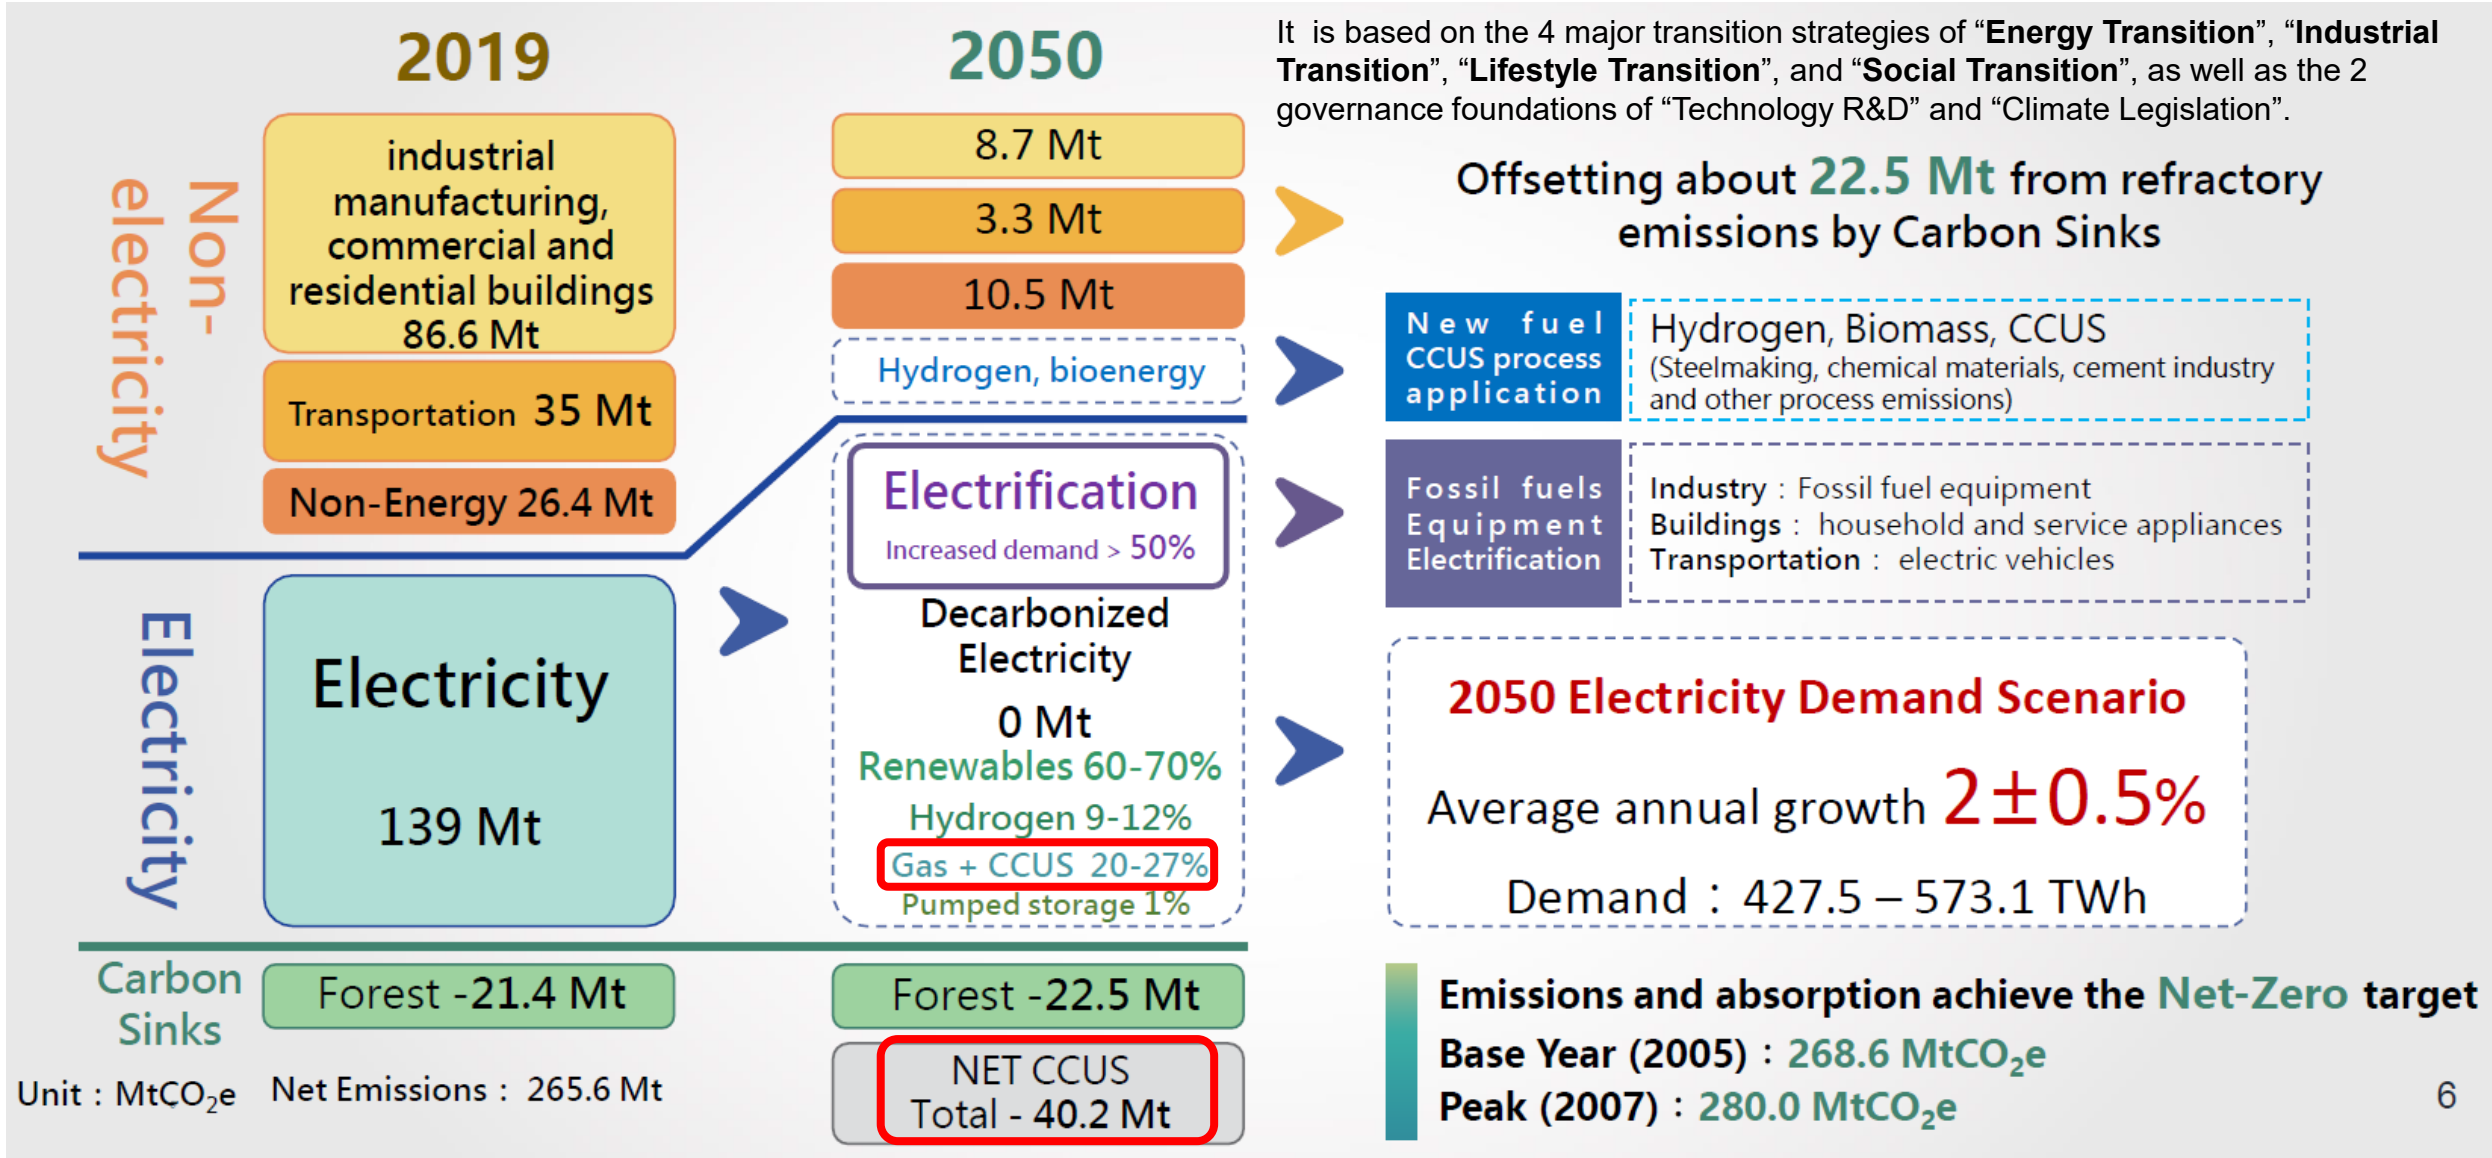 2019
2050
It is based on the 4 major transition strategies of “Energy Transition”, “Industrial
Transition”, “Lifestyle Transition”, and “Social Transition”, as well as the 2
governance foundations of “Technology R&D” and “Climate Legislation”.
Non-
electricity
industrial
manufacturing,
commercial and
residential buildings
86.6 Mt
Transportation 35 Mt
Non-Energy 26.4 Mt
8.7 Mt
3.3 Mt
10.5 Mt
Hydrogen, bioenergy
Offsetting about 22.5 Mt from refractory
emissions by Carbon Sinks
New fuel
CCUS process
application
Hydrogen, Biomass, CCUS
(Steelmaking, chemical materials, cement industry
and other process emissions)
Fossil fuels
Equipment
Electrification
Industry : Fossil fuel equipment
Buildings : household and service appliances
Transportation : electric vehicles
Electricity
Electricity
139 Mt
Electrification
Increased demand > 50%
Decarbonized
Electricity
0 Mt
Renewables 60-70%
Hydrogen 9-12%
Gas + CCUS 20-27%
Pumped storage 1%
2050 Electricity Demand Scenario
Average annual growth 2±0.5%
Demand : 427.5 – 573.1 TWh
Carbon
Sinks
Forest -21.4 Mt
Forest -22.5 Mt
NET CCUS
Total - 40.2 Mt
Unit : MtCO₂e
Net Emissions : 265.6 Mt
Emissions and absorption achieve the Net-Zero target
Base Year (2005) : 268.6 MtCO₂e
Peak (2007) : 280.0 MtCO₂e
6